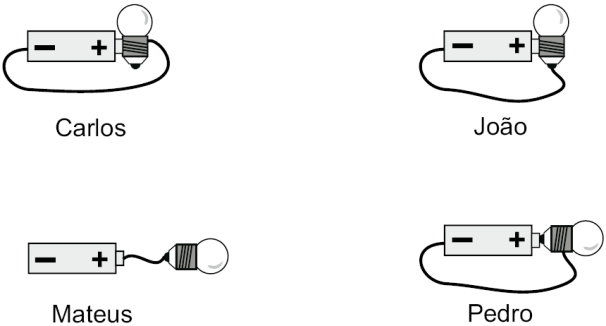 − +
Carlos
− +
João
− +
Mateus
− +
Pedro